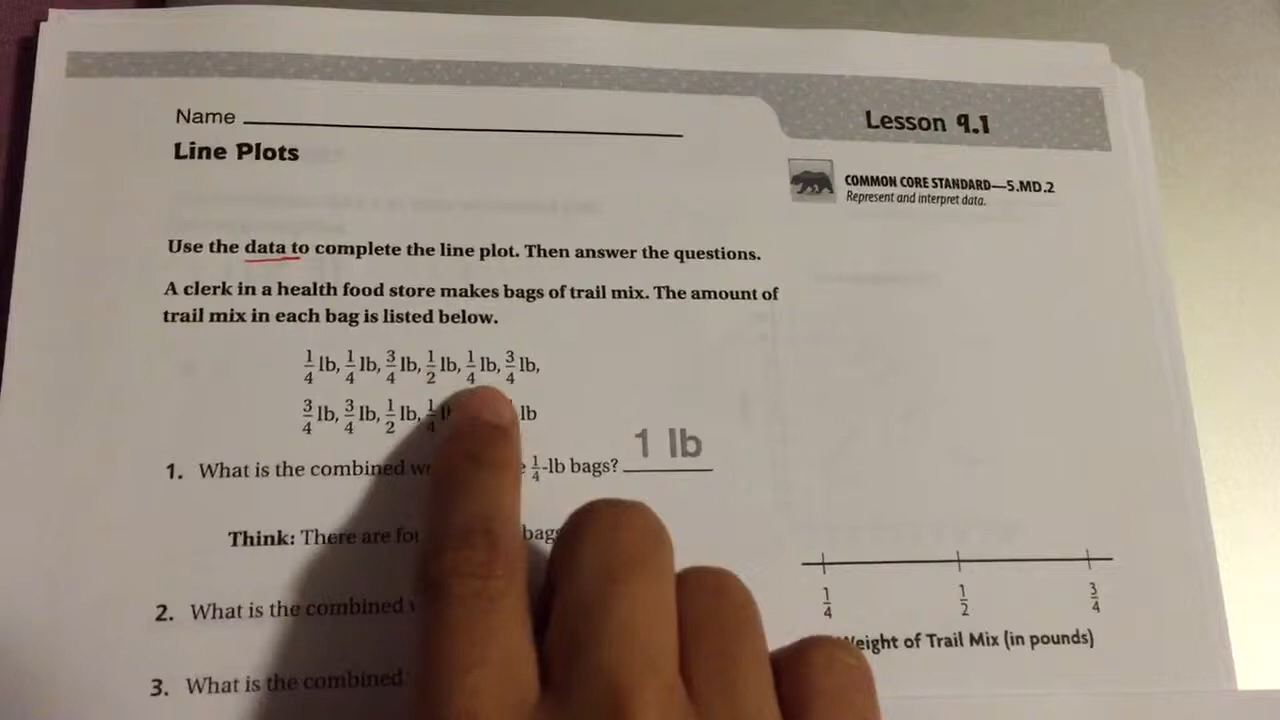 Name
Lesson 9.1
Line Plots
COMMON CORE STANDARD—5.MD.2
Represent and interpret data.
Use the data to complete the line plot. Then answer the questions.
A clerk in a health food store makes bags of trail mix. The amount of
trail mix in each bag is listed below.
1/4 lb, 1/4 lb, 3/4 lb, 1/2 lb, 1/4 lb, 3/4 lb,
3/4 lb, 3/4 lb, 1/2 lb, lb
1. What is the combined 1/4-lb bags? 1 lb
Think: There are
2. What is the combined
3. What is the combined
1/4 1/2 3/4
of Trail Mix (in pounds)